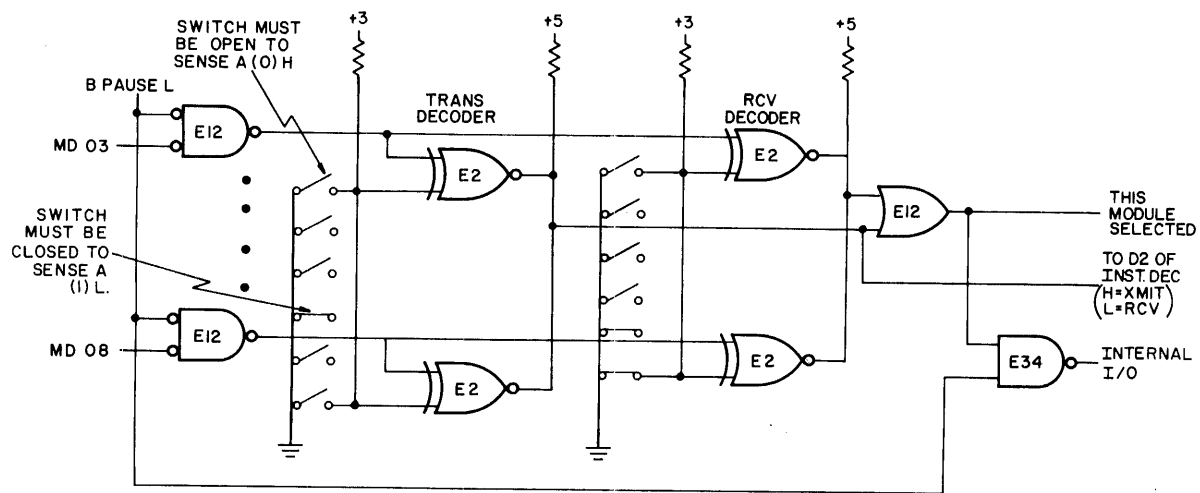 SWITCH MUST
BE OPEN TO
SENSE A (0) H
+3
+5
+3
+5
B PAUSE L
TRANS
DECODER
RCV
DECODER
E12
E2
E2
MD 03
E12
THIS
MODULE
SELECTED
SWITCH
MUST BE
CLOSED TO
SENSE A
(1) L.
TO D2 OF
INST. DEC
(H=XMIT
L=RCV)
E12
E2
E2
MD 08
E34
INTERNAL
I/O